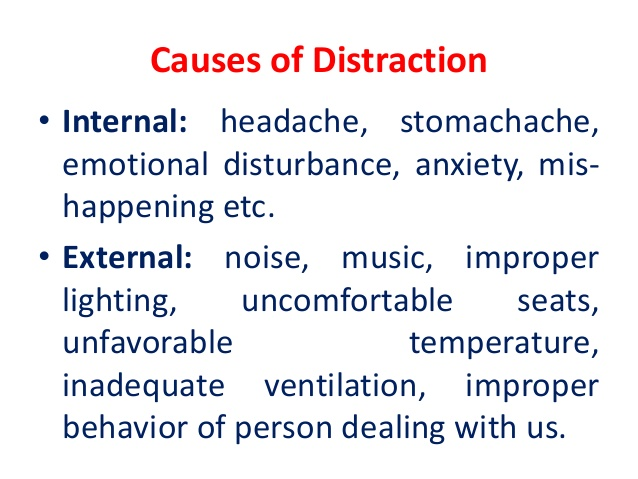 Causes of Distraction
• Internal: headache, stomachache,
emotional disturbance, anxiety, mis-
happening etc.
• External: noise, music, improper
lighting, uncomfortable seats,
unfavorable temperature,
inadequate ventilation, improper
behavior of person dealing with us.